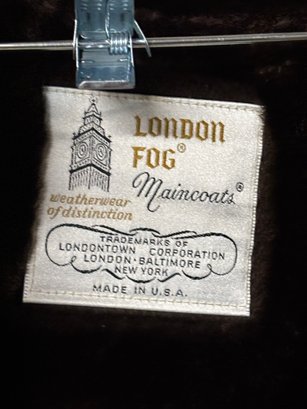 LONDON
FOG®
Maincoats®
weatherwear
of distinction
TRADEMARKS OF
LONDONTOWN CORPORATION
LONDON · BALTIMORE
NEW YORK
MADE IN U.S.A.